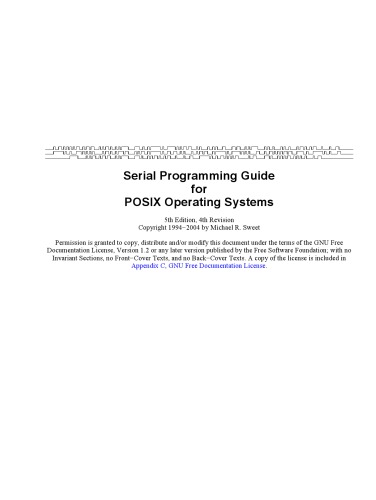 Serial Programming Guide
for
POSIX Operating Systems
5th Edition, 4th Revision
Copyright 1994−2004 by Michael R. Sweet
Permission is granted to copy, distribute and/or modify this document under the terms of the GNU Free
Documentation License, Version 1.2 or any later version published by the Free Software Foundation; with no
Invariant Sections, no Front−Cover Texts, and no Back−Cover Texts. A copy of the license is included in
Appendix C, GNU Free Documentation License.